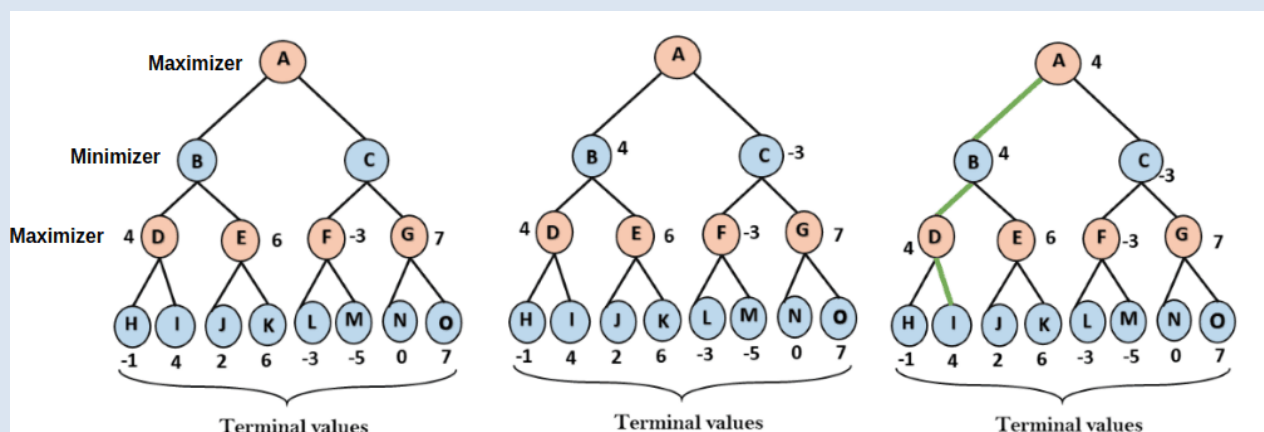 Maximizer A
Minimizer B C
Maximizer 4 D E 6 F -3 G 7
H I J K L M N O
-1 4 2 6 -3 -5 0 7
Terminal values
A
B 4 C -3
4 D E 6 F -3 G 7
H I J K L M N O
-1 4 2 6 -3 -5 0 7
Terminal values
A 4
B 4 C -3
4 D E 6 F -3 G 7
H I J K L M N O
-1 4 2 6 -3 -5 0 7
Terminal values